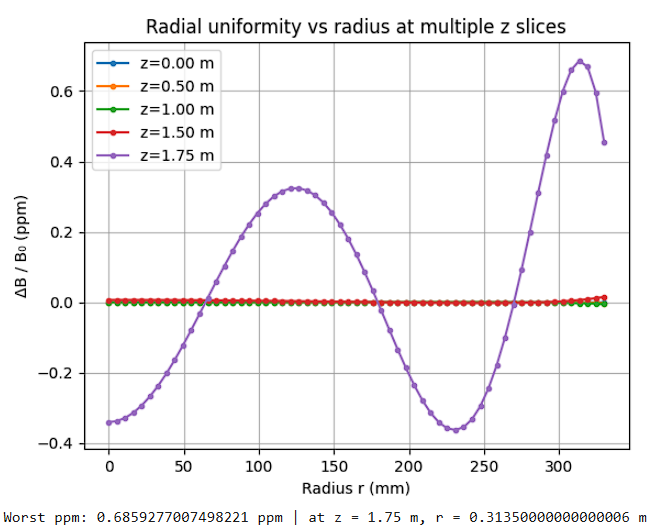 Radial uniformity vs radius at multiple z slices
z=0.00 m
z=0.50 m
z=1.00 m
z=1.50 m
z=1.75 m
0.6
0.4
0.2
0.0
−0.2
−0.4
ΔB / B₀ (ppm)
0 50 100 150 200 250 300
Radius r (mm)
Worst ppm: 0.6859277007498221 ppm | at z = 1.75 m, r = 0.31350000000000006 m